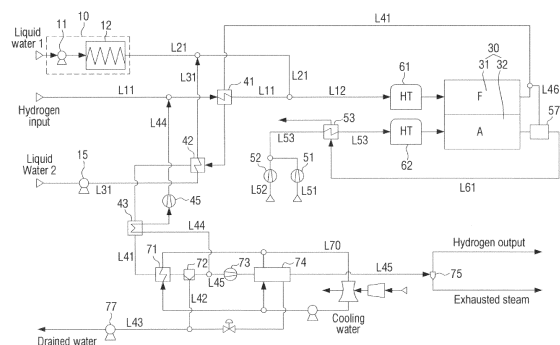 Liquid
water 1
10
11
12
L21
L31
L21
L41
30
31
32
L11
Hydrogen
input
L44
41
L11
L12
61
HT
F
L46
57
Liquid
Water 2
15
L31
42
53
L53
L53
HT
62
A
52
51
L52
L51
L61
43
45
L44
L41
71
72
L45
73
74
L70
L45
Hydrogen output
75
Exhausted steam
L42
Cooling
water
77
L43
Drained water